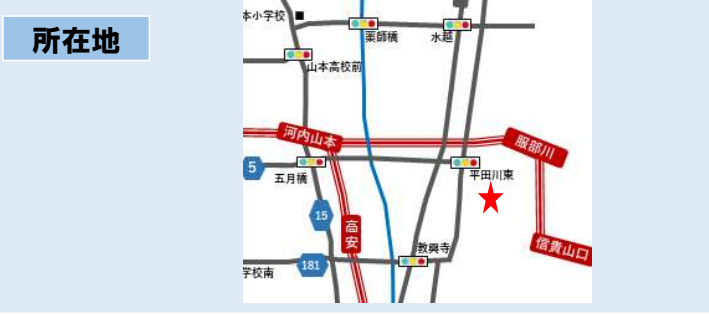 所在地
本小学校
薬師橋
水越
山本高校前
河内山本
服部川
5
五月橋
平田川東
15
高安
教興寺
信貴山口
学校南
181